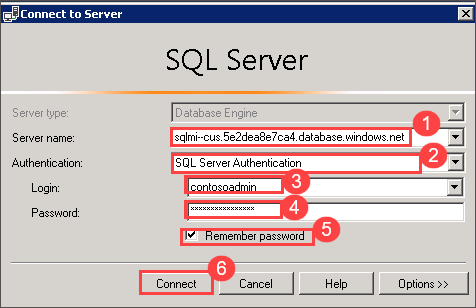 Connect to Server
SQL Server
Server type: Database Engine
Server name: sqlmi--cus.5e2dea8e7ca4.database.windows.net 1
Authentication: SQL Server Authentication 2
Login: contosoadmin 3
Password: **************** 4
Remember password 5
6
Connect Cancel Help Options >>